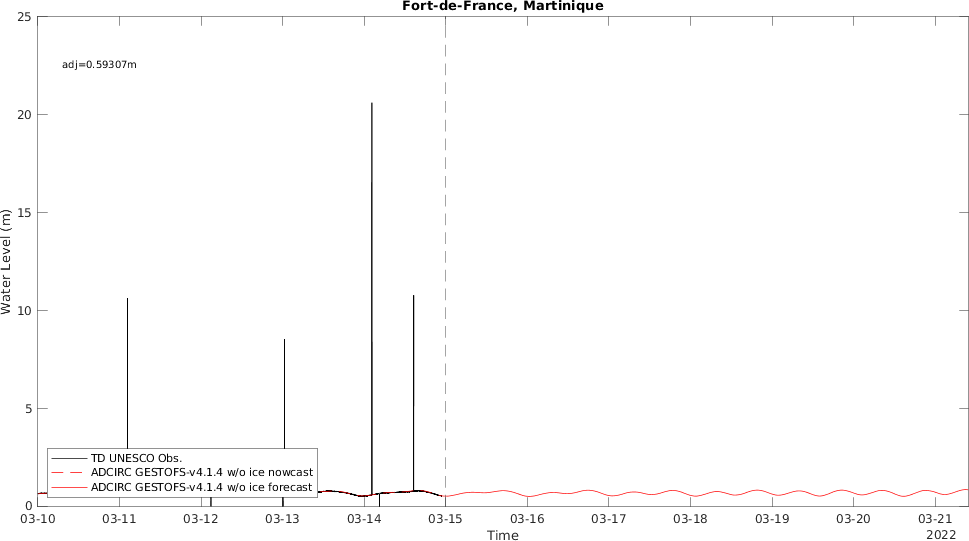 Fort-de-France, Martinique
25
adj=0.59307m
20
15
Water Level (m)
10
5
TD UNESCO Obs.
ADCIRC GESTOFS-v4.1.4 w/o ice nowcast
ADCIRC GESTOFS-v4.1.4 w/o ice forecast
0
03-10 03-11 03-12 03-13 03-14 03-15 03-16 03-17 03-18 03-19 03-20 03-21
2022
Time